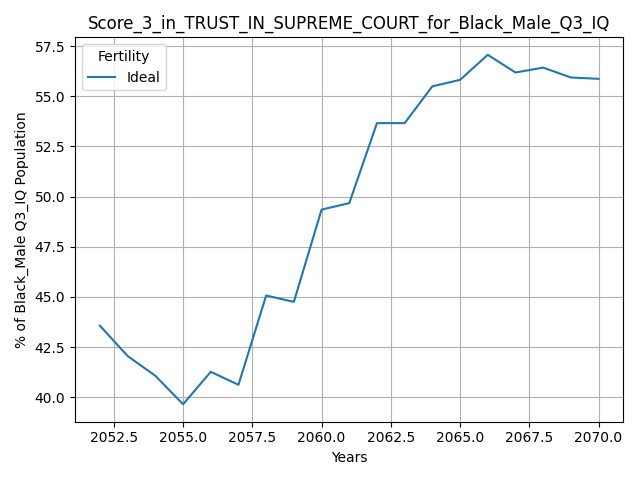 Score_3_in_TRUST_IN_SUPREME_COURT_for_Black_Male_Q3_IQ
Fertility
Ideal
% of Black_Male Q3_IQ Population
57.5
55.0
52.5
50.0
47.5
45.0
42.5
40.0
2052.5 2055.0 2057.5 2060.0 2062.5 2065.0 2067.5 2070.0
Years